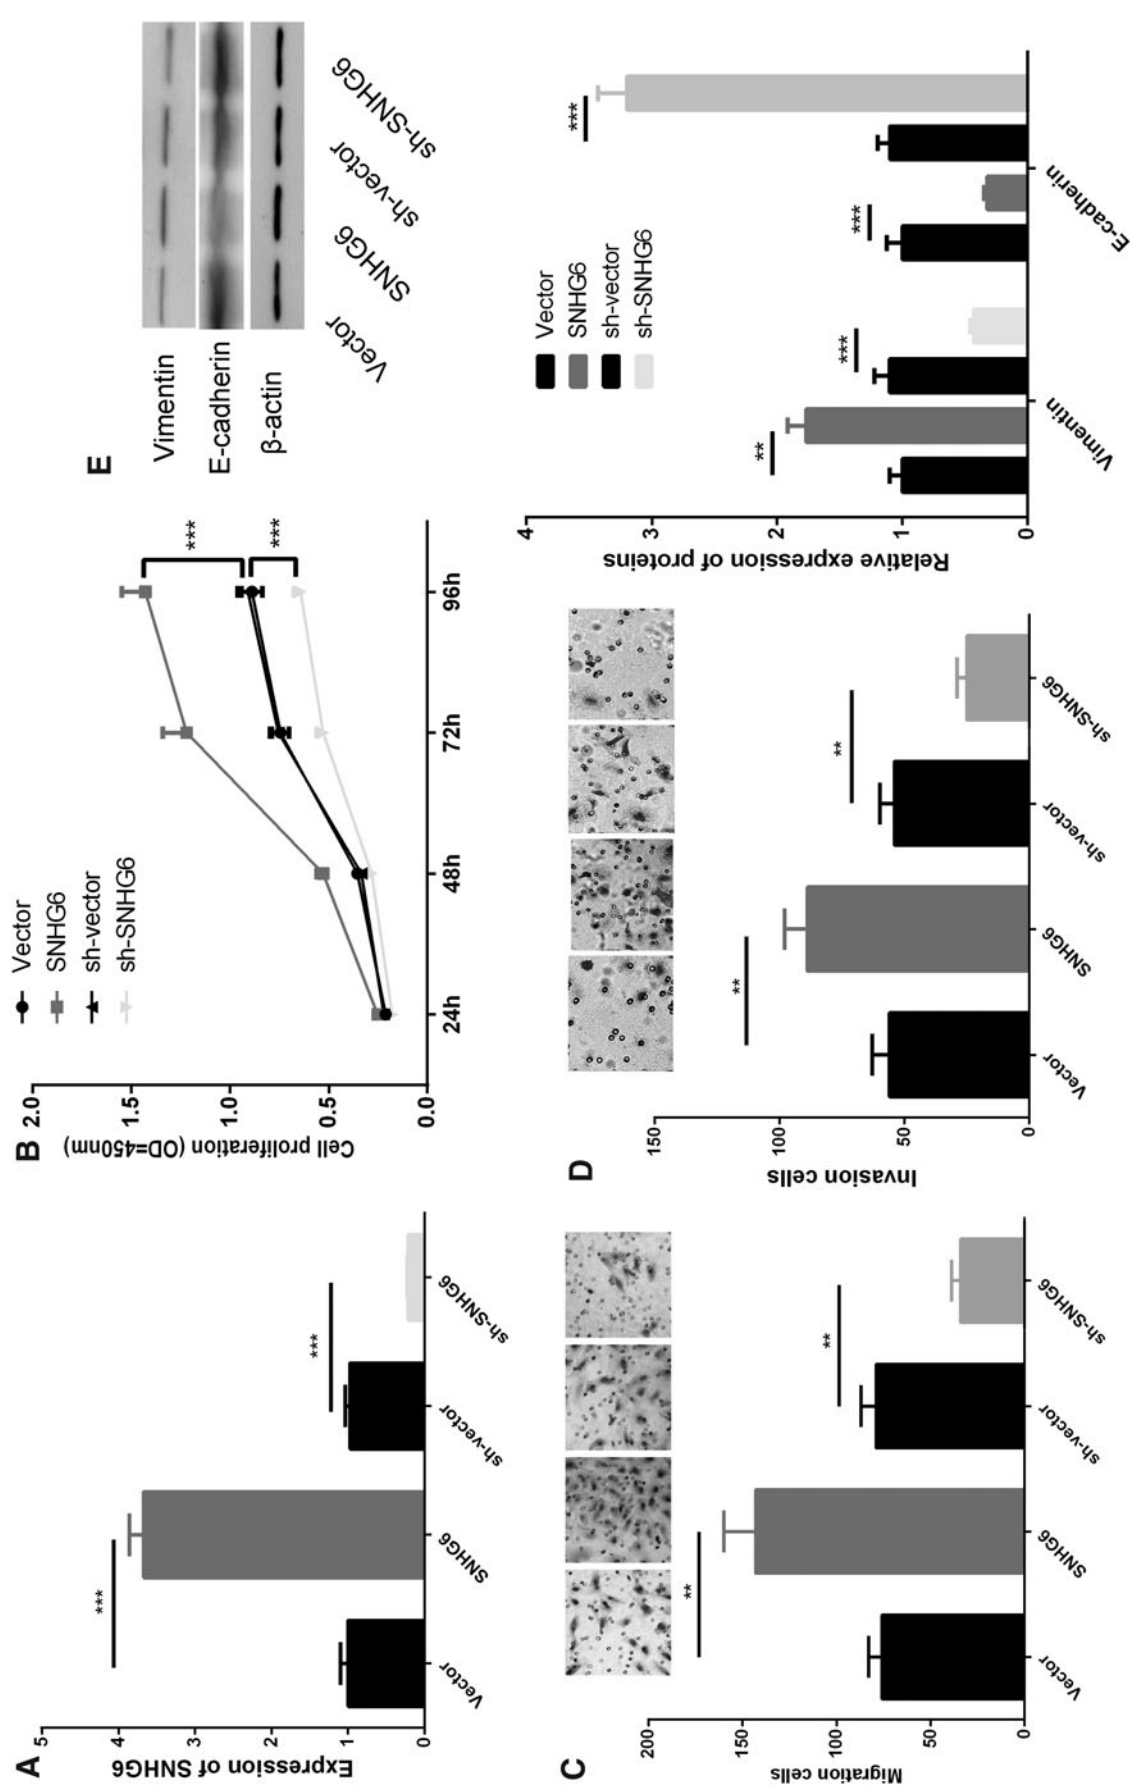 A
Expression of SNHG6
5
4
3
2
1
0
***
***
Vector
SNHG6
sh-vector
sh-SNHG6
B
Cell proliferation (OD=450nm)
2.0
1.5
1.0
0.5
0.0
Vector
SNHG6
sh-vector
sh-SNHG6
***
***
24h
48h
72h
96h
C
Migration cells
200
150
100
50
0
**
**
Vector
SNHG6
sh-vector
sh-SNHG6
D
Invasion cells
150
100
50
0
**
**
Vector
SNHG6
sh-vector
sh-SNHG6
E
Vimentin
E-cadherin
β-actin
Vector
SNHG6
sh-vector
sh-SNHG6
Relative expression of proteins
4
3
2
1
0
Vector
SNHG6
sh-vector
sh-SNHG6
**
***
***
***
Vimentin
E-cadherin